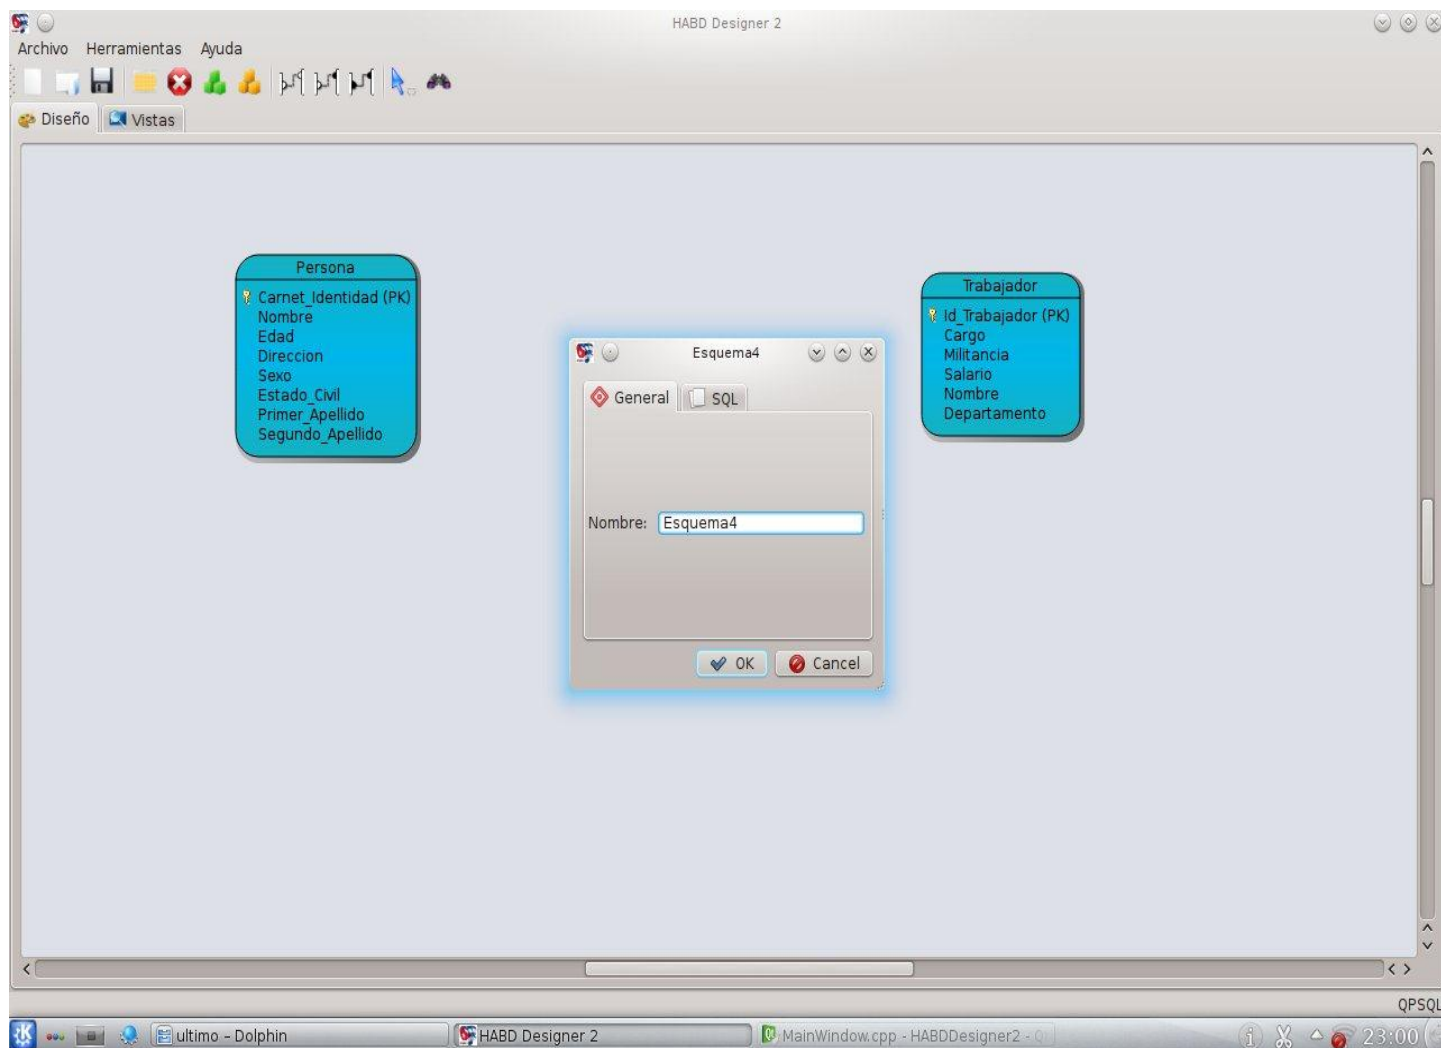 HABD Designer 2
Archivo Herramientas Ayuda
Diseño Vistas
Persona
Carnet_Identidad (PK)
Nombre
Edad
Direccion
Sexo
Estado_Civil
Primer_Apellido
Segundo_Apellido
Trabajador
Id_Trabajador (PK)
Cargo
Militancia
Salario
Nombre
Departamento
Esquema4
General SQL
Nombre: Esquema4
OK Cancel
QPSQL
ultimo - Dolphin HABD Designer 2 MainWindow.cpp - HABDDesigner2 - 23:00